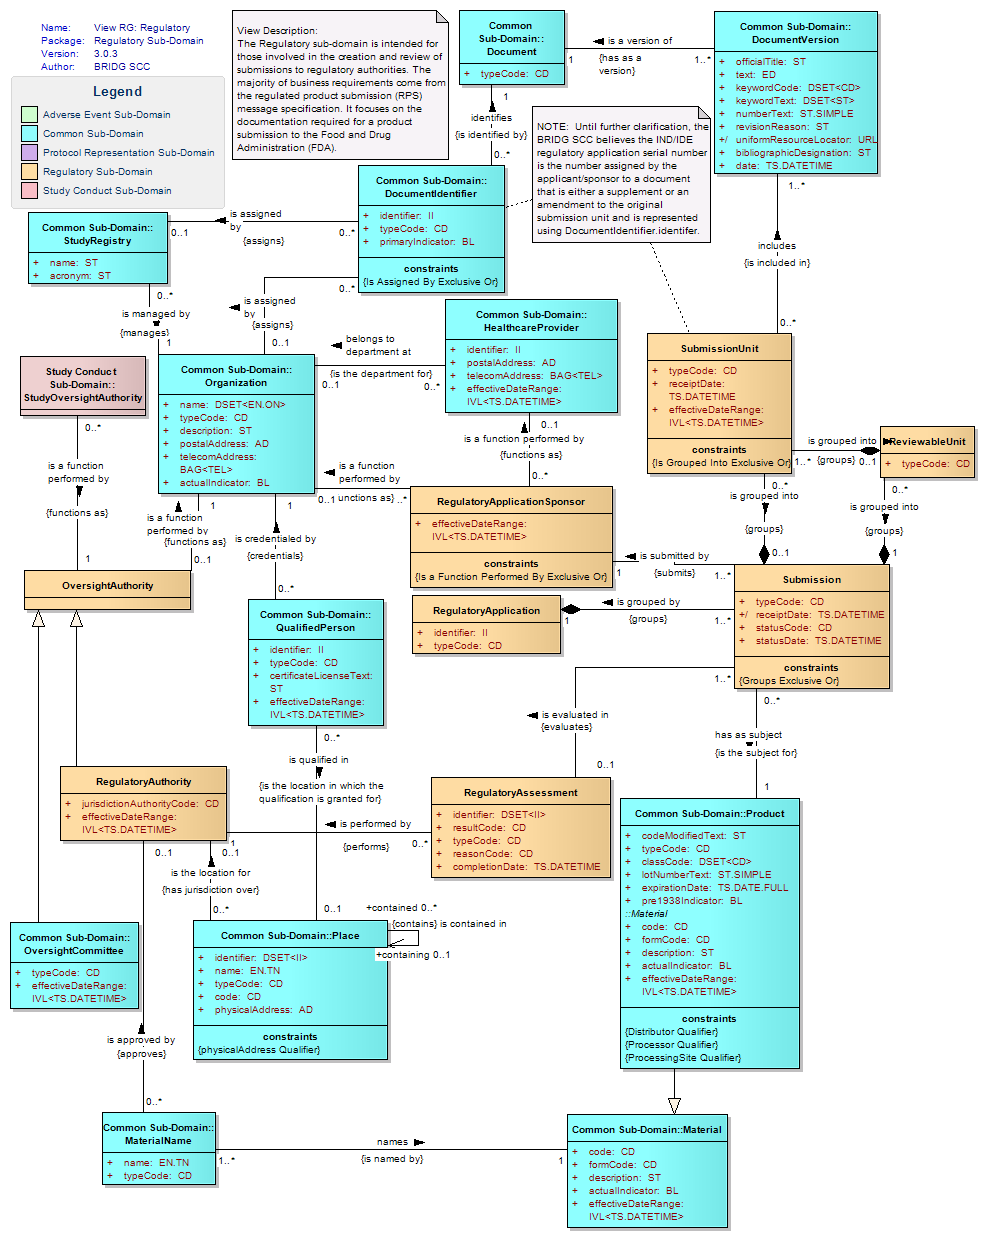 Name: View RG: Regulatory
Package: Regulatory Sub-Domain
Version: 3.0.3
Author: BRIDG SCC
Legend
Adverse Event Sub-Domain
Common Sub-Domain
Protocol Representation Sub-Domain
Regulatory Sub-Domain
Study Conduct Sub-Domain
View Description:
The Regulatory sub-domain is intended for
those involved in the creation and review of
submissions to regulatory authorities. The
majority of business requirements come from
the regulated product submission (RPS)
message specification. It focuses on the
documentation required for a product
submission to the Food and Drug
Administration (FDA).
Common
Sub-Domain::
Document
+ typeCode: CD
is a version of
{has as a
version}
1
1..*
Common Sub-Domain::
DocumentVersion
+ officialTitle: ST
+ text: ED
+ keywordCode: DSET<CD>
+ keywordText: DSET<ST>
+ numberText: ST.SIMPLE
+ revisionReason: ST
+/ uniformResourceLocator: URL
+ bibliographicDesignation: ST
+ date: TS.DATETIME
1
identifies
{is identified by}
0..*
NOTE: Until further clarification, the
BRIDG SCC believes the IND/IDE
regulatory application serial number
is the number assigned by the
applicant/sponsor to a document
that is either a supplement or an
amendment to the original
submission unit and is represented
using DocumentIdentifier.identifer.
1..*
includes
{is included in}
0..*
Common Sub-Domain::
DocumentIdentifier
+ identifier: II
+ typeCode: CD
+ primaryIndicator: BL
constraints
{Is Assigned By Exclusive Or}
is assigned
by
{assigns}
0..1
0..*
Common Sub-Domain::
StudyRegistry
+ name: ST
+ acronym: ST
0..*
is managed by
{manages}
1
0..*
is assigned
by
{assigns}
0..1
Common Sub-Domain::
HealthcareProvider
+ identifier: II
+ postalAddress: AD
+ telecomAddress: BAG<TEL>
+ effectiveDateRange:
IVL<TS.DATETIME>
belongs to
department at
{is the department for}
0..1
0..*
SubmissionUnit
+ typeCode: CD
+ receiptDate:
TS.DATETIME
+ effectiveDateRange:
IVL<TS.DATETIME>
constraints
{Is Grouped Into Exclusive Or}
Study Conduct
Sub-Domain::
StudyOversightAuthority
0..*
is a function
performed by
{functions as}
1
Common Sub-Domain::
Organization
+ name: DSET<EN.ON>
+ typeCode: CD
+ description: ST
+ postalAddress: AD
+ telecomAddress:
BAG<TEL>
+ actualIndicator: BL
0..1
is a function performed by
{functions as}
0..*
is grouped into
{groups}
1..*
0..1
ReviewableUnit
+ typeCode: CD
is a function
performed by
0..1
unctions as}
..*
RegulatoryApplicationSponsor
+ effectiveDateRange:
IVL<TS.DATETIME>
constraints
{Is a Function Performed By Exclusive Or}
0..*
is grouped into
{groups}
0..1
0..*
is grouped into
{groups}
1
1
is a function
performed by
{functions as}
0..1
1
is credentialed by
{credentials}
0..*
OversightAuthority
is submitted by
{submits}
1
1..*
Submission
+ typeCode: CD
+/ receiptDate: TS.DATETIME
+ statusCode: CD
+ statusDate: TS.DATETIME
constraints
{Groups Exclusive Or}
RegulatoryApplication
+ identifier: II
+ typeCode: CD
is grouped by
{groups}
1
1..*
Common Sub-Domain::
QualifiedPerson
+ identifier: II
+ typeCode: CD
+ certificateLicenseText:
ST
+ effectiveDateRange:
IVL<TS.DATETIME>
1..*
is evaluated in
{evaluates}
0..1
0..*
has as subject
{is the subject for}
1
0..*
is qualified in
{is the location in which the
qualification is granted for}
0..1
RegulatoryAuthority
+ jurisdictionAuthorityCode: CD
+ effectiveDateRange:
IVL<TS.DATETIME>
RegulatoryAssessment
+ identifier: DSET<II>
+ resultCode: CD
+ typeCode: CD
+ reasonCode: CD
+ completionDate: TS.DATETIME
is performed by
{performs}
1
0..*
Common Sub-Domain::Product
+ codeModifiedText: ST
+ typeCode: CD
+ classCode: DSET<CD>
+ lotNumberText: ST.SIMPLE
+ expirationDate: TS.DATE.FULL
+ pre1938Indicator: BL
::Material
+ code: CD
+ formCode: CD
+ description: ST
+ actualIndicator: BL
+ effectiveDateRange:
IVL<TS.DATETIME>
constraints
{Distributor Qualifier}
{Processor Qualifier}
{ProcessingSite Qualifier}
0..1
0..1
is the location for
{has jurisdiction over}
0..*
+contained 0..*
{contains} is contained in
+containing 0..1
Common Sub-Domain::Place
+ identifier: DSET<II>
+ name: EN.TN
+ typeCode: CD
+ code: CD
+ physicalAddress: AD
constraints
{physicalAddress Qualifier}
Common Sub-Domain::
OversightCommittee
+ typeCode: CD
+ effectiveDateRange:
IVL<TS.DATETIME>
is approved by
{approves}
0..*
Common Sub-Domain::
MaterialName
+ name: EN.TN
+ typeCode: CD
names
{is named by}
1..*
1
Common Sub-Domain::Material
+ code: CD
+ formCode: CD
+ description: ST
+ actualIndicator: BL
+ effectiveDateRange:
IVL<TS.DATETIME>